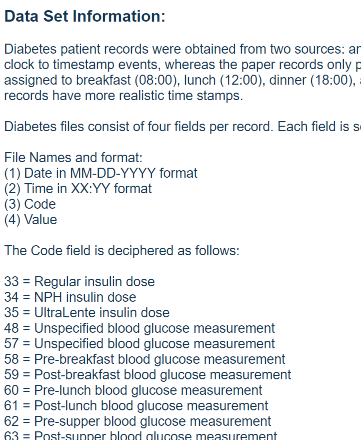 Data Set Information:
Diabetes patient records were obtained from two sources: an
clock to timestamp events, whereas the paper records only p
assigned to breakfast (08:00), lunch (12:00), dinner (18:00),
records have more realistic time stamps.
Diabetes files consist of four fields per record. Each field is s
File Names and format:
(1) Date in MM-DD-YYYY format
(2) Time in XX:YY format
(3) Code
(4) Value
The Code field is deciphered as follows:
33 = Regular insulin dose
34 = NPH insulin dose
35 = UltraLente insulin dose
48 = Unspecified blood glucose measurement
57 = Unspecified blood glucose measurement
58 = Pre-breakfast blood glucose measurement
59 = Post-breakfast blood glucose measurement
60 = Pre-lunch blood glucose measurement
61 = Post-lunch blood glucose measurement
62 = Pre-supper blood glucose measurement
63 = Post-supper blood glucose measurement